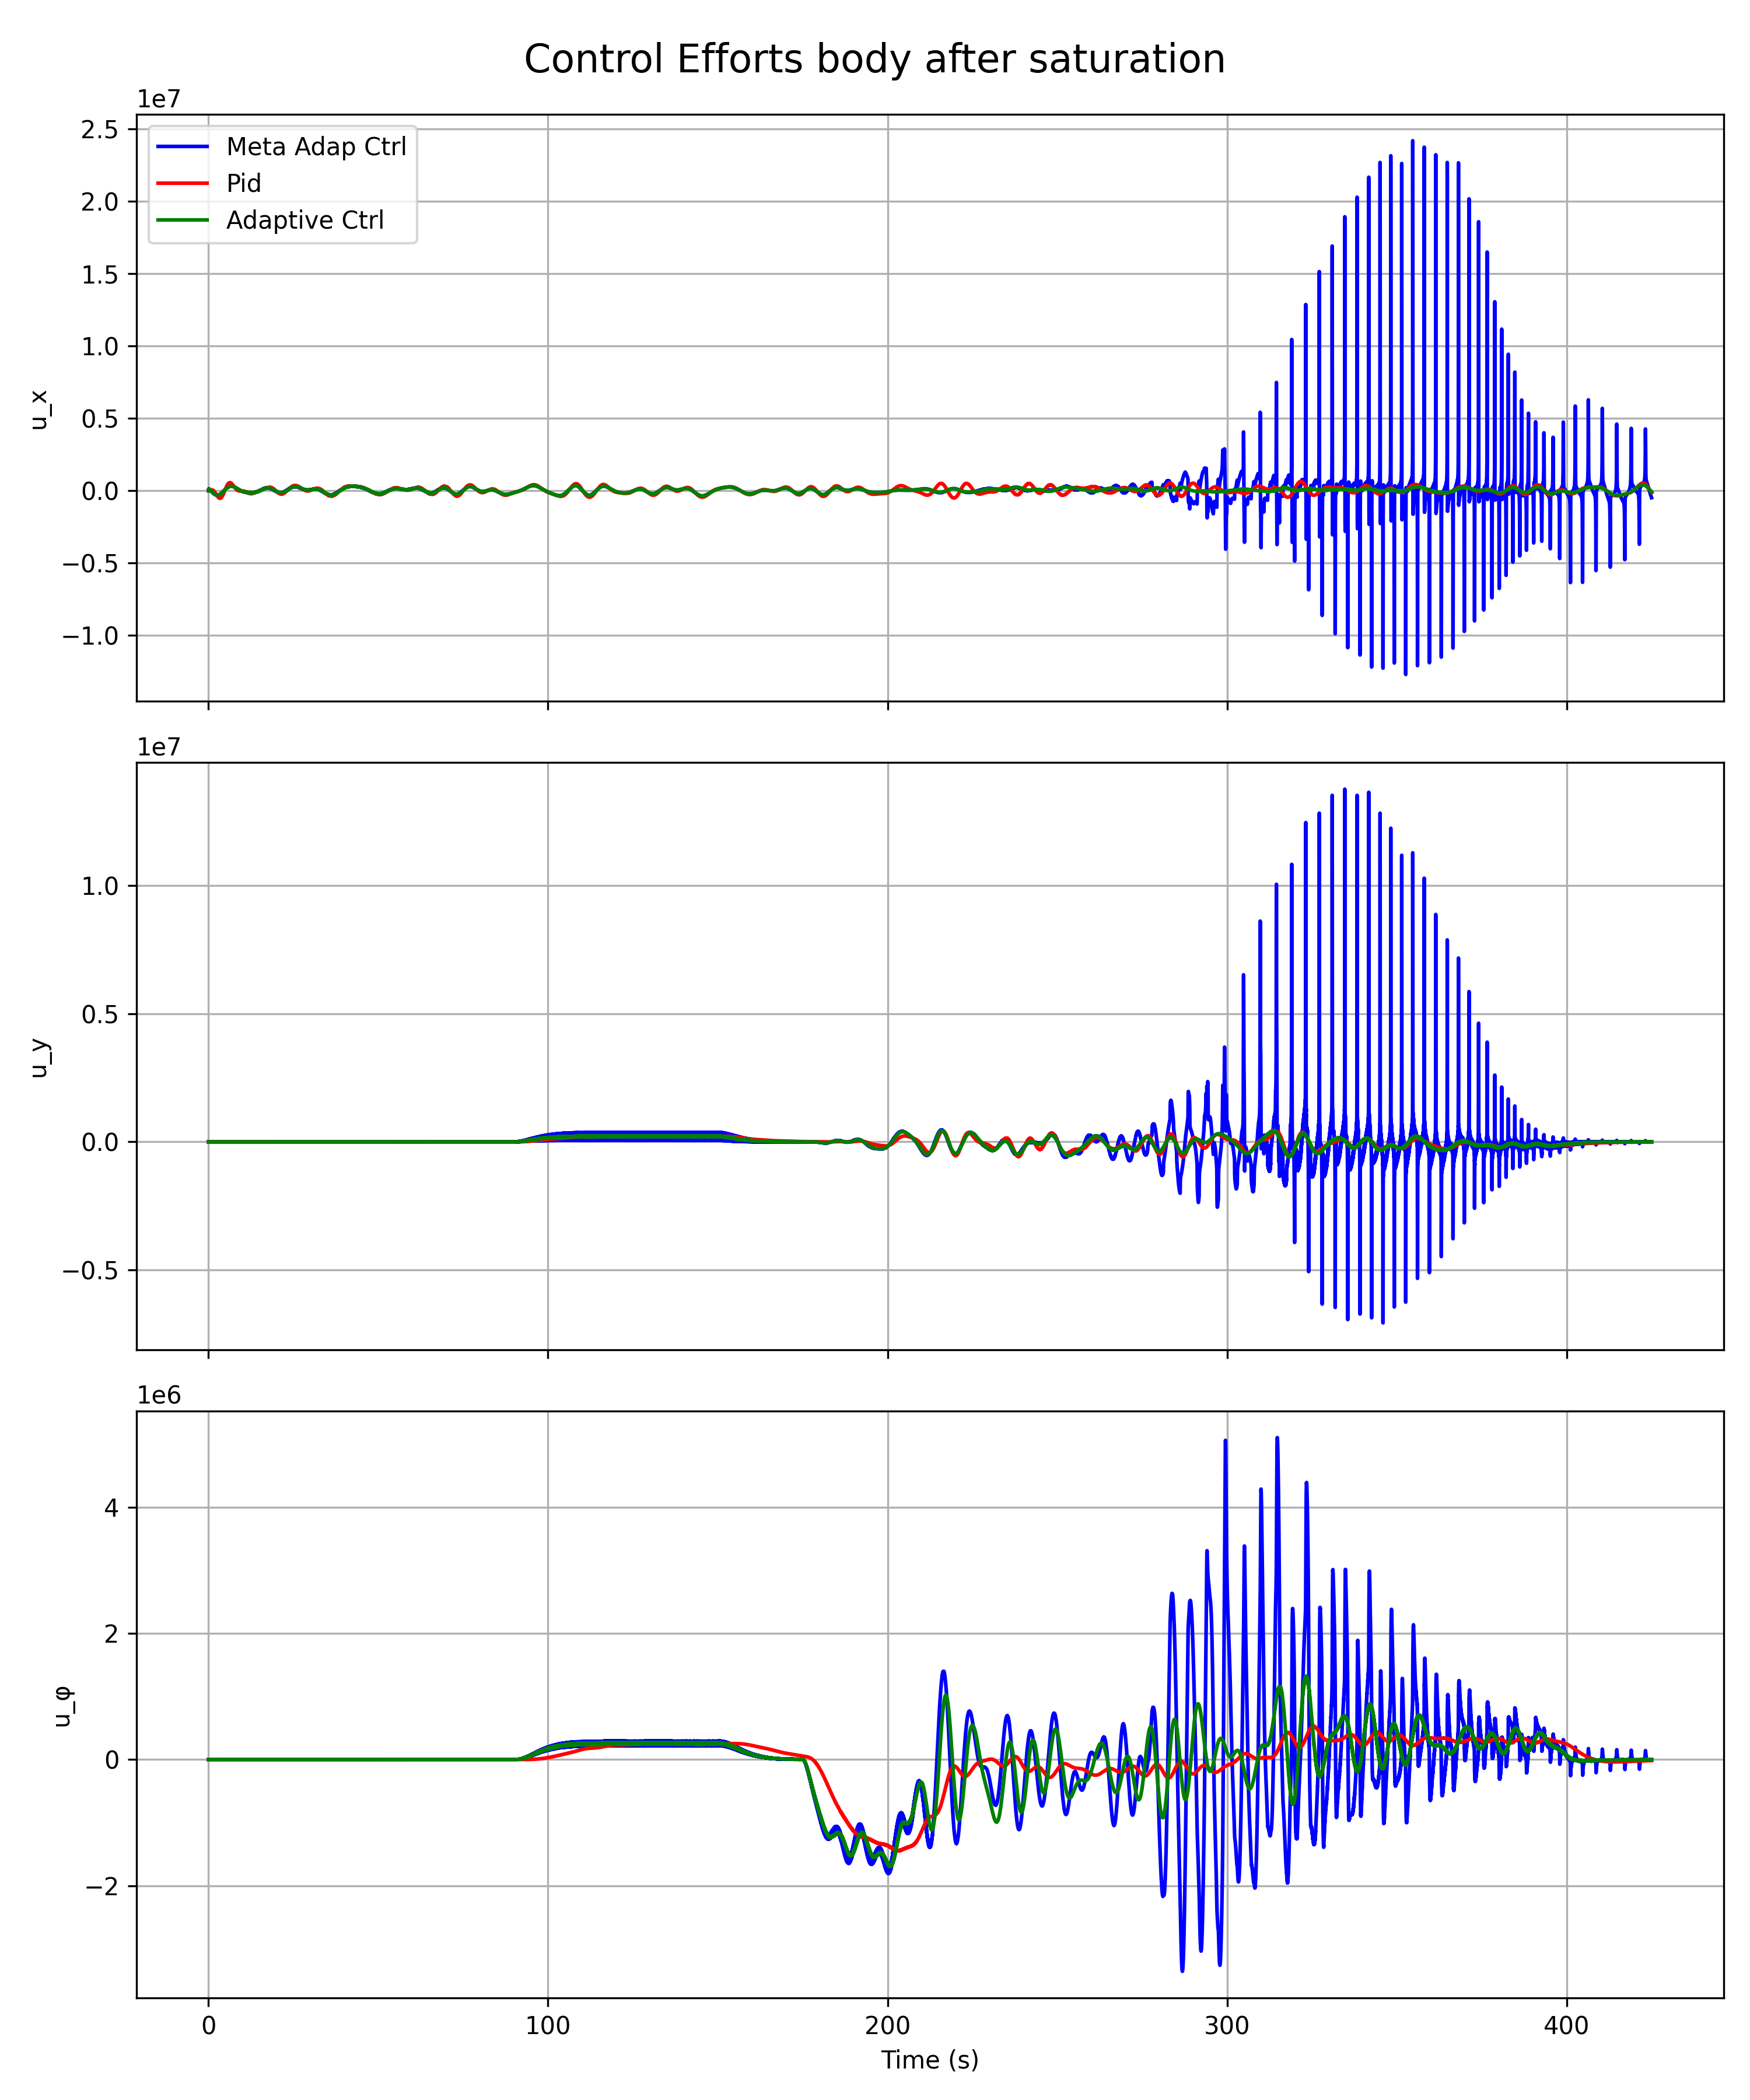 Control Efforts body after saturation
1e7
2.5
2.0
1.5
1.0
0.5
0.0
−0.5
−1.0
u_x
Meta Adap Ctrl
Pid
Adaptive Ctrl
1e7
1.0
0.5
0.0
−0.5
u_y
1e6
4
2
0
−2
u_φ
0 100 200 300 400
Time (s)